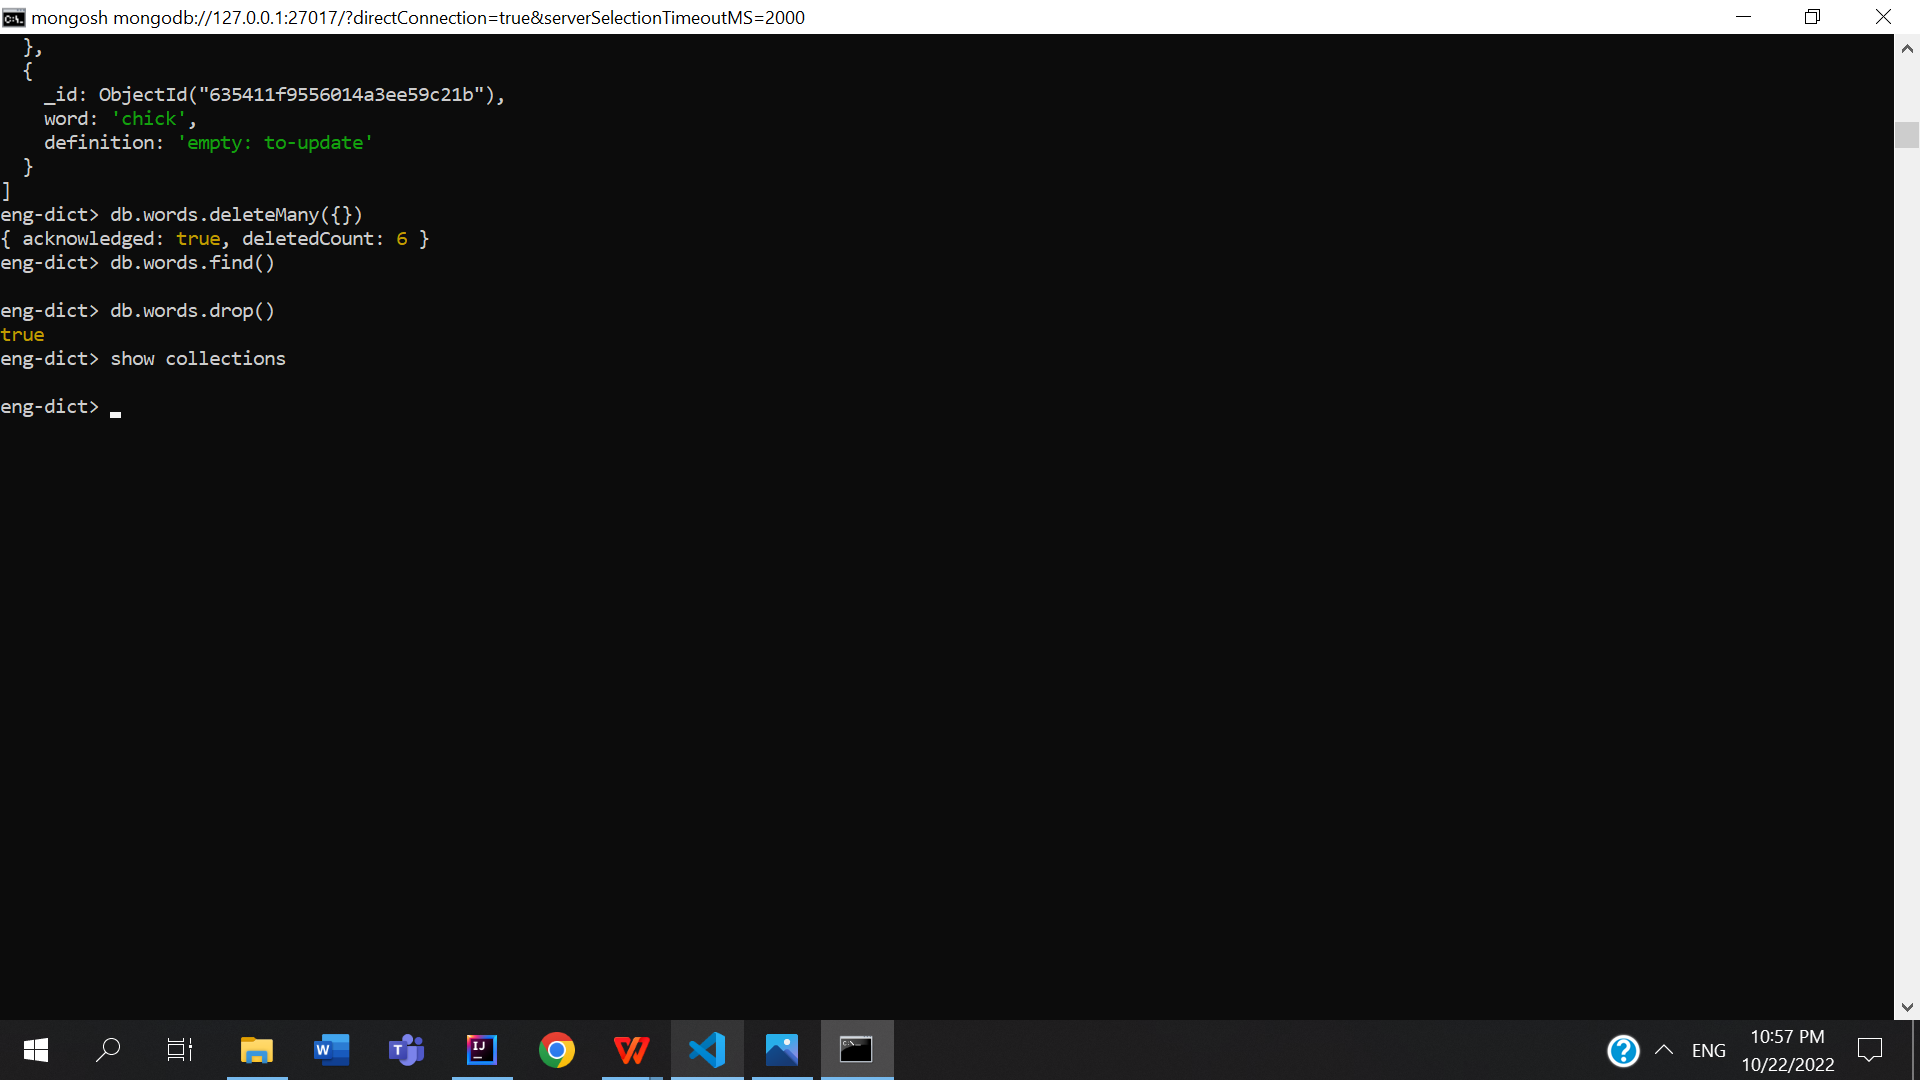 mongosh mongodb://127.0.0.1:27017/?directConnection=true&serverSelectionTimeoutMS=2000
  },
  {
    _id: ObjectId("635411f9556014a3ee59c21b"),
    word: 'chick',
    definition: 'empty: to-update'
  }
]
eng-dict> db.words.deleteMany({})
{ acknowledged: true, deletedCount: 6 }
eng-dict> db.words.find()
eng-dict> db.words.drop()
true
eng-dict> show collections
eng-dict>
ENG
10:57 PM
10/22/2022